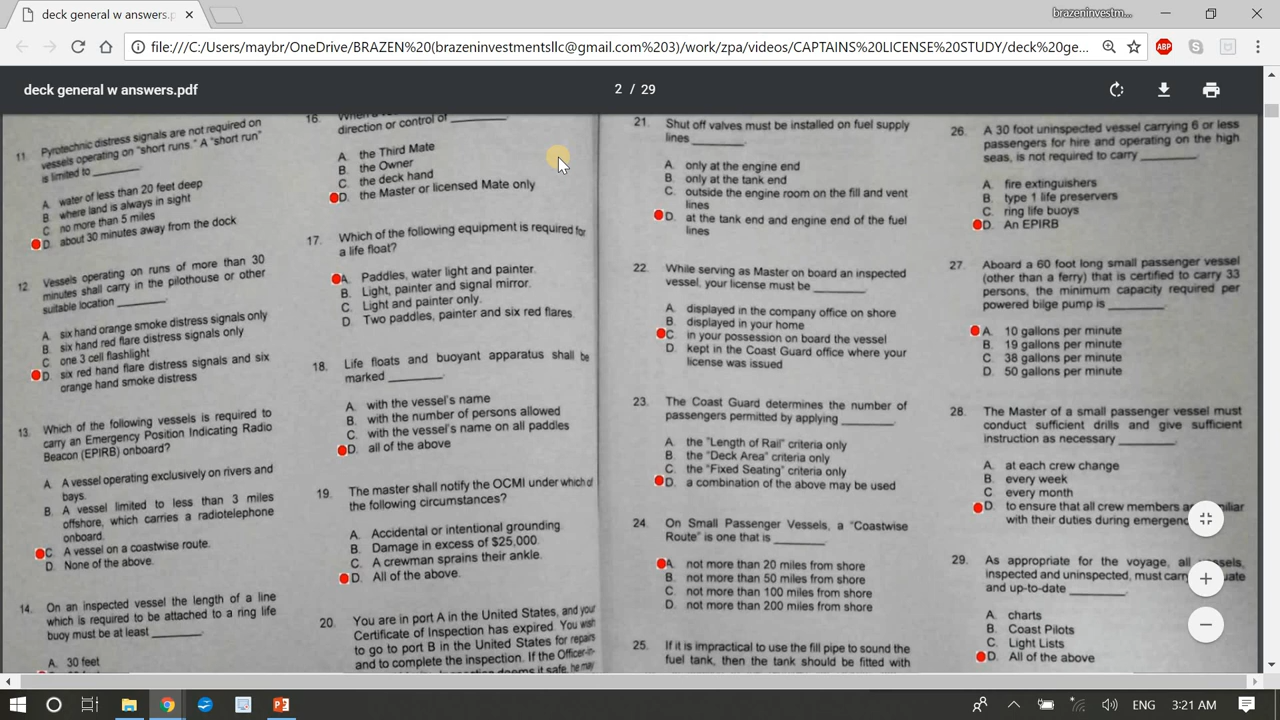 deck general w answers.p
brazeninvestm...
file:///C:/Users/maybr/OneDrive/BRAZEN%20(brazeninvestmentsllc@gmail.com%203)/work/zpa/videos/CAPTAINS%20LICENSE%20STUDY/deck%20ge...
ABP
deck general w answers.pdf
2 / 29
11. Pyrotechnic distress signals are not required on
vessels operating on "short runs." A "short run"
is limited to ________
A. water of less than 20 feet deep
B. where land is always in sight
C. no more than 5 miles
D. about 30 minutes away from the dock
12. Vessels operating on runs of more than 30
minutes shall carry in the pilothouse or other
suitable location ________
A. six hand orange smoke distress signals only
B. six hand red flare distress signals only
C. one 3 cell flashlight
D. six red hand flare distress signals and six
orange hand smoke distress
13. Which of the following vessels is required to
carry an Emergency Position Indicating Radio
Beacon (EPIRB) onboard?
A. A vessel operating exclusively on rivers and
bays.
B. A vessel limited to less than 3 miles
offshore, which carries a radiotelephone
onboard.
C. A vessel on a coastwise route.
D. None of the above.
14. On an inspected vessel the length of a line
which is required to be attached to a ring life
buoy must be at least ________
A. 30 feet
16.
direction or control of ________
A. the Third Mate
B. the Owner
C. the deck hand
D. the Master or licensed Mate only
17. Which of the following equipment is required for
a life float?
A. Paddles, water light and painter.
B. Light, painter and signal mirror.
C. Light and painter only.
D. Two paddles, painter and six red flares
18. Life floats and buoyant apparatus shall be
marked ________
A. with the vessel's name
B. with the number of persons allowed
C. with the vessel's name on all paddles
D. all of the above
19. The master shall notify the OCMI under which of
the following circumstances?
A. Accidental or intentional grounding
B. Damage in excess of $25,000.
C. A crewman sprains their ankle.
D. All of the above.
20. You are in port A in the United States, and your
Certificate of Inspection has expired. You wish
to go to port B in the United States for repairs
and to complete the inspection. If the Officer-in-
21. Shut off valves must be installed on fuel supply
lines ________
A. only at the engine end
B. only at the tank end
C. outside the engine room on the fill and vent
lines
D. at the tank end and engine end of the fuel
lines
22. While serving as Master on board an inspected
vessel, your license must be ________
A. displayed in the company office on shore
B. displayed in your home
C. in your possession on board the vessel
D. kept in the Coast Guard office where your
license was issued
23. The Coast Guard determines the number of
passengers permitted by applying ________
A. the "Length of Rail" criteria only
B. the "Deck Area" criteria only
C. the "Fixed Seating" criteria only
D. a combination of the above may be used
24. On Small Passenger Vessels, a "Coastwise
Route" is one that is ________
A. not more than 20 miles from shore
B. not more than 50 miles from shore
C. not more than 100 miles from shore
D. not more than 200 miles from shore
25. If it is impractical to use the fill pipe to sound the
fuel tank, then the tank should be fitted with
26. A 30 foot uninspected vessel carrying 6 or less
passengers for hire and operating on the high
seas, is not required to carry ________
A. fire extinguishers
B. type 1 life preservers
C. ring life buoys
D. An EPIRB
27. Aboard a 60 foot long small passenger vessel
(other than a ferry) that is certified to carry 33
persons, the minimum capacity required per
powered bilge pump is ________
A. 10 gallons per minute
B. 19 gallons per minute
C. 38 gallons per minute
D. 50 gallons per minute
28. The Master of a small passenger vessel must
conduct sufficient drills and give sufficient
instruction as necessary ________
A. at each crew change
B. every week
C every month
D. to ensure that all crew members
with their duties during
29. As appropriate for the voyage, all
inspected and uninspected, must
and up-to-date ________
A. charts
B. Coast Pilots
C. Light Lists
D. All of the above
ENG
3:21 AM